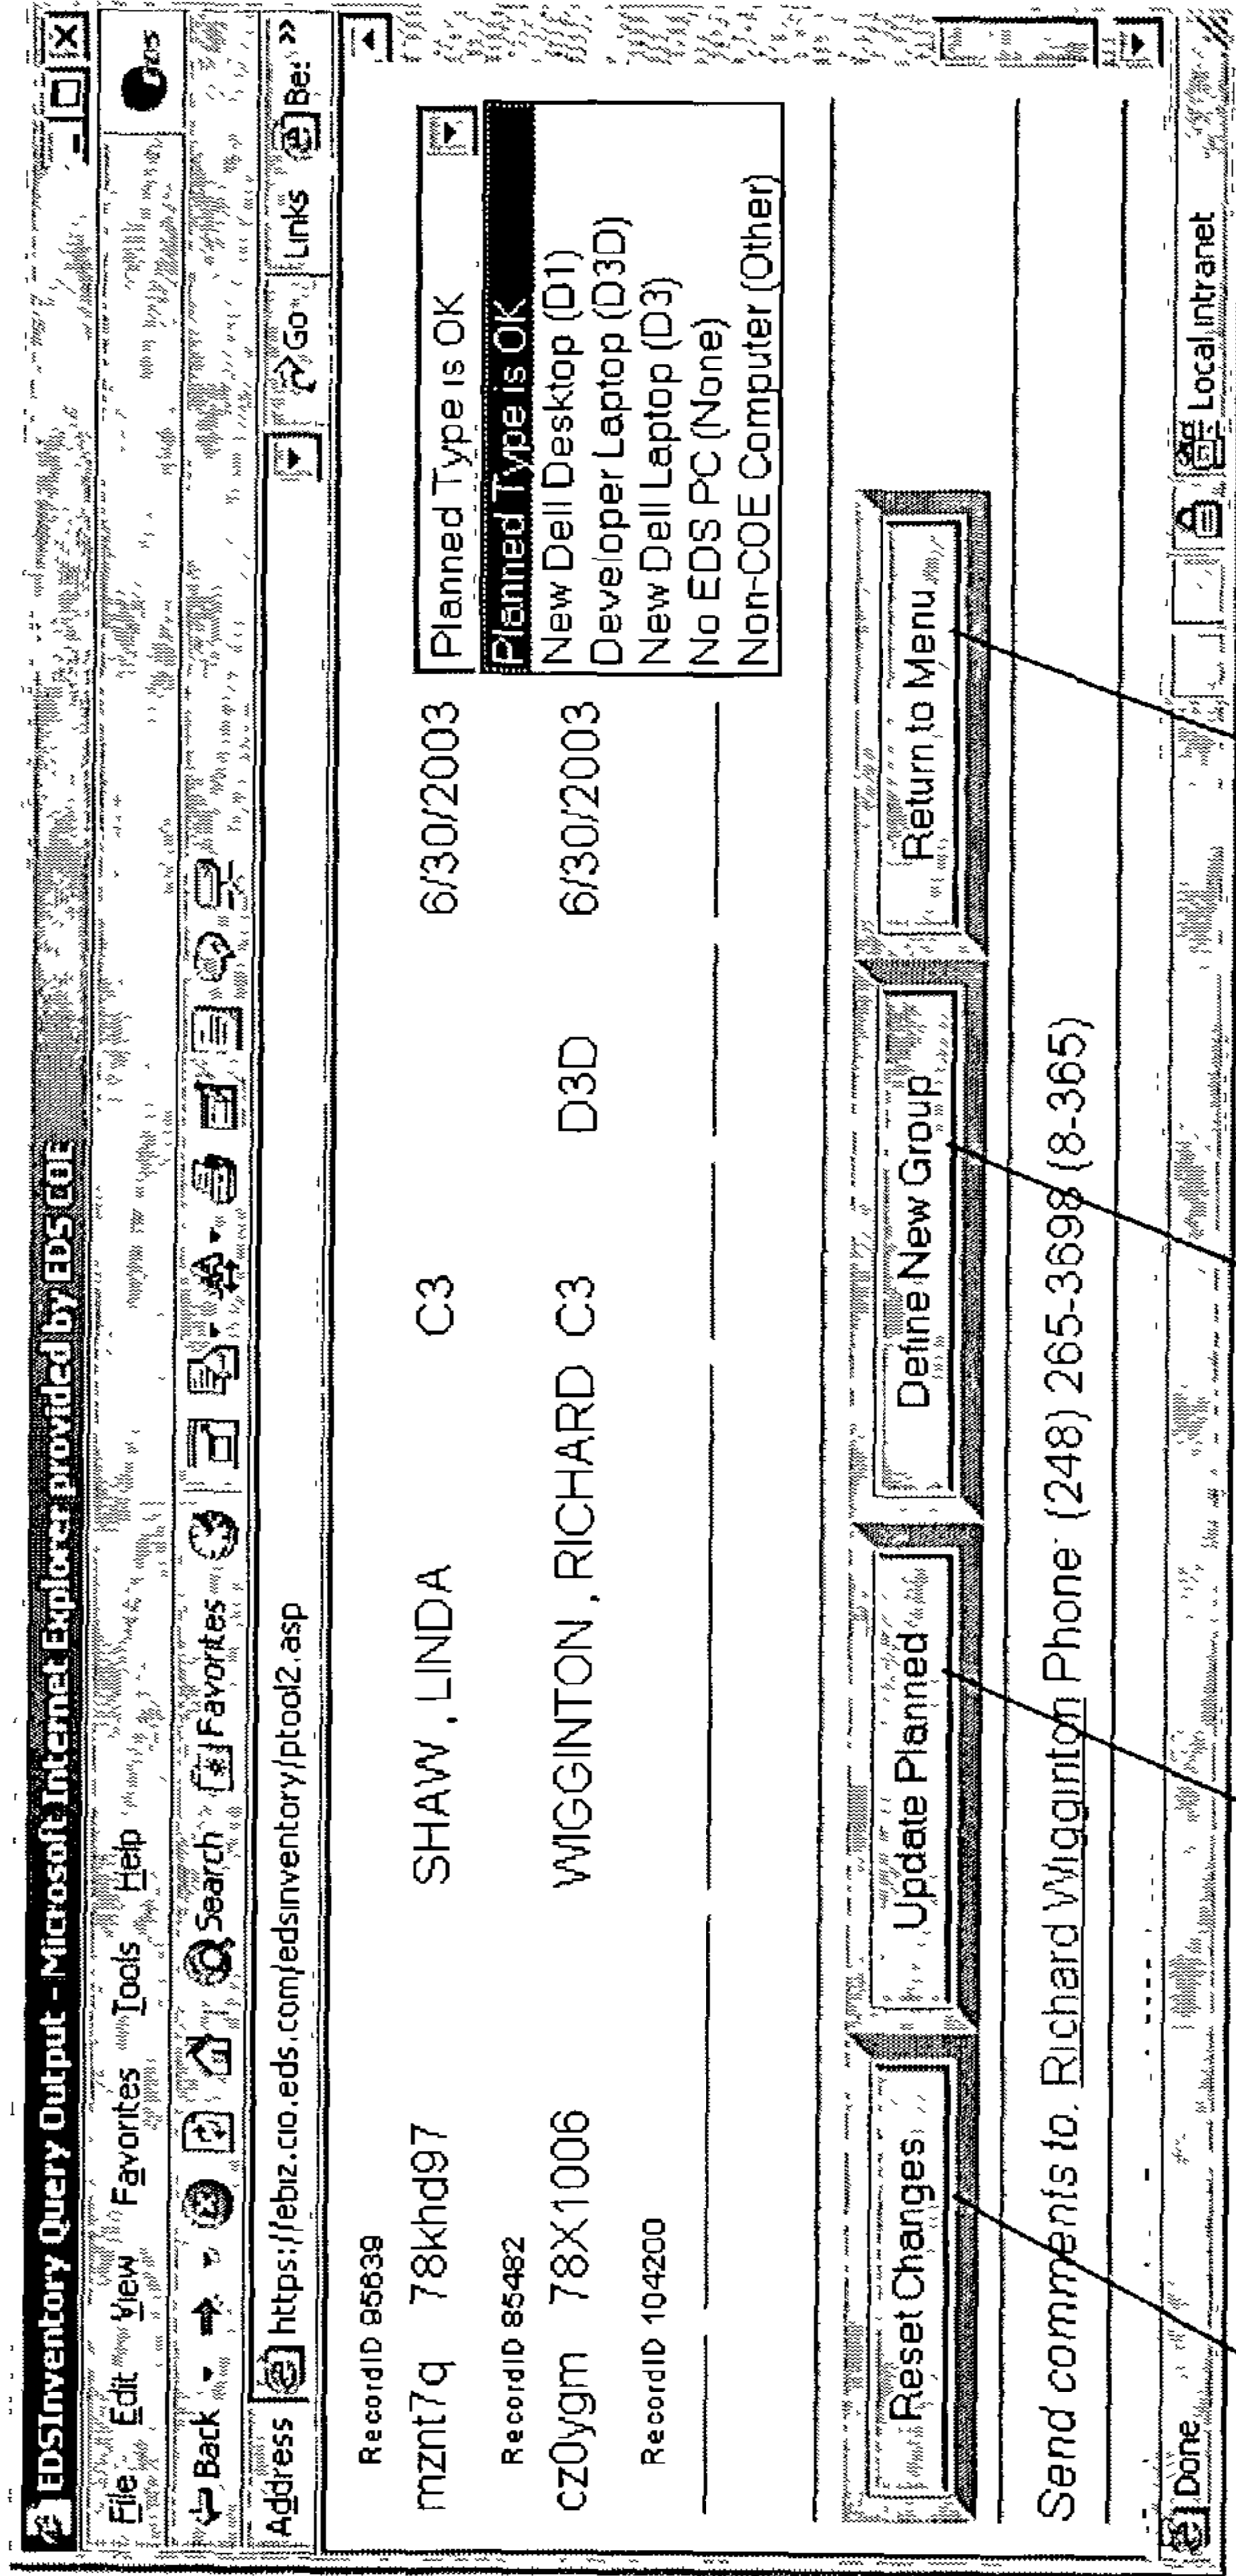 EDSInventory Query Output - Microsoft Internet Explorer provided by EDS COE
File Edit View Favorites Tools Help
Back Search Favorites
Address https://ebiz.cio.eds.com/edsinventory/ptool2.asp Go Links Be: »
RecordID 95639
mznt7q 78khd97 SHAW , LINDA C3 6/30/2003 Planned Type is OK
Planned Type is OK
New Dell Desktop (D1)
Developer Laptop (D3D)
New Dell Laptop (D3)
No EDS PC (None)
Non-COE Computer (Other)
RecordID 85482
cz0ygm 78X1006 WIGGINTON , RICHARD C3 D3D 6/30/2003
RecordID 104200
Reset Changes Update Planned Define New Group Return to Menu
Send comments to. Richard Wigginton Phone (248) 265-3698 (8-365)
Done Local intranet